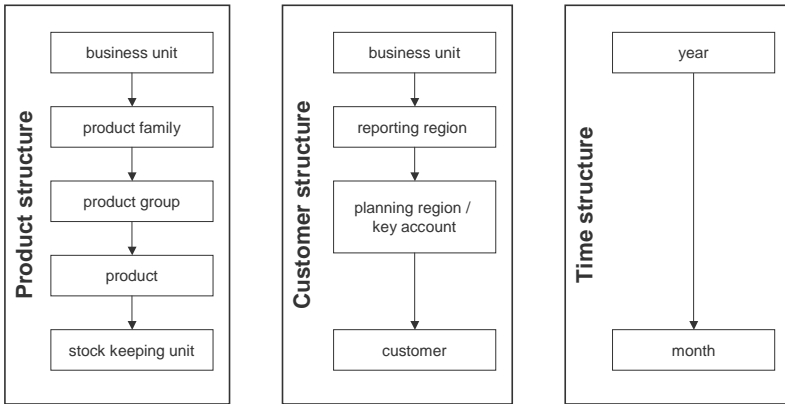 Product structure
business unit
product family
product group
product
stock keeping unit
Customer structure
business unit
reporting region
planning region /
key account
customer
Time structure
year
month